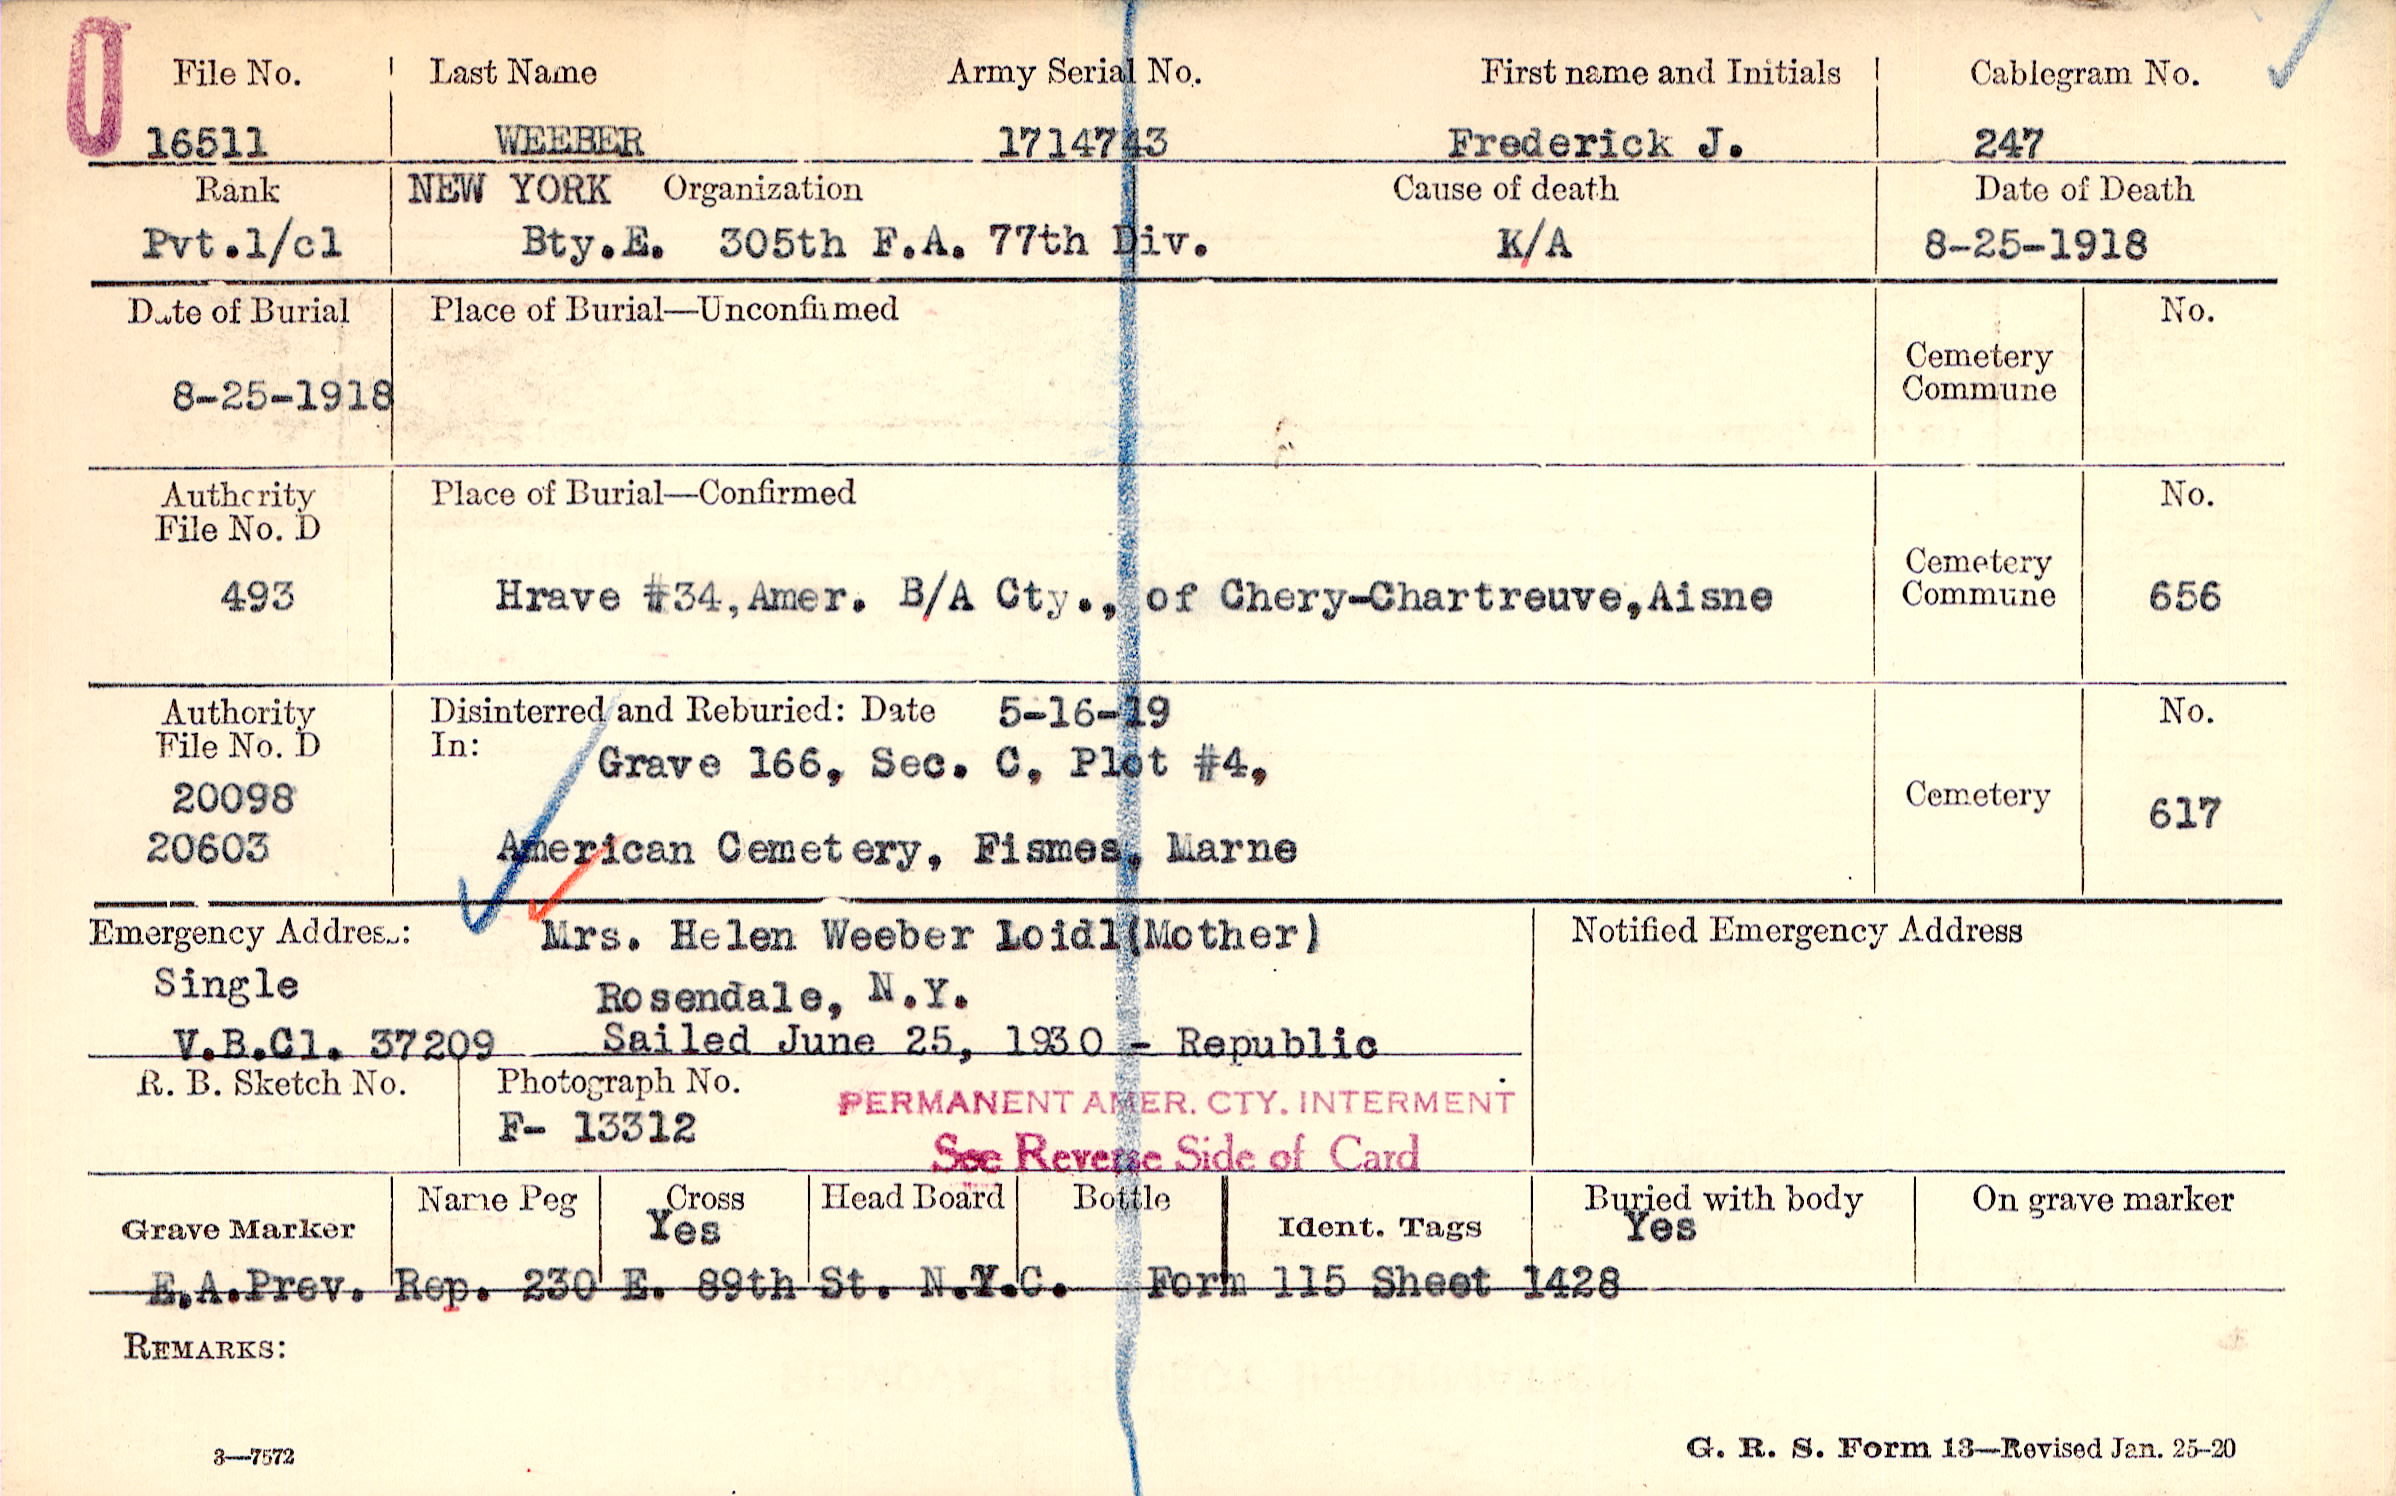 File No. Last Name Army Serial No. First name and Initials Cablegram No.
16511 WEEBER 1714743 Frederick J. 247
Rank NEW YORK Organization Cause of death Date of Death
Pvt.1/cl Bty.E. 305th F.A. 77th Div. K/A 8-25-1918
Date of Burial Place of Burial—Unconfirmed No.
Cemetery
Commune
8-25-1918
Authority Place of Burial—Confirmed No.
File No. D
Cemetery
Commune
493 Hrave #34,Amer. B/A Cty., of Chery-Chartreuve,Aisne 656
Authority Disinterred and Reburied: Date 5-16-19 No.
File No. D In:
Grave 166, Sec. C, Plot #4,
20098 Cemetery 617
20603 American Cemetery, Fismes, Marne
Emergency Address: Mrs. Helen Weeber Loidl(Mother) Notified Emergency Address
Single Rosendale, N.Y.
V.B.Cl. 37209 Sailed June 25, 1930 - Republic
R. B. Sketch No. Photograph No.
PERMANENT AMER. CTY. INTERMENT
F- 13312
See Reverse Side of Card
Grave Marker Name Peg Cross Head Board Bottle Ident. Tags Buried with body On grave marker
Yes Yes
E.A.Prev. Rep. 230 E. 89th St. N.Y.C. Form 115 Sheet 1428
REMARKS:
3—7572 G. R. S. Form 13—Revised Jan. 25-20